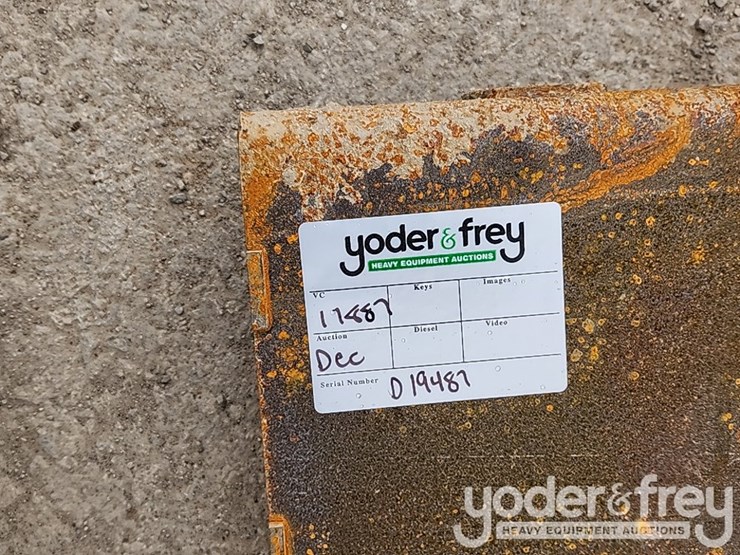 yoder & frey
HEAVY EQUIPMENT AUCTIONS
VC Keys Images
17487
Auction Diesel Video
Dec
Serial Number D19487
yoder & frey
HEAVY EQUIPMENT AUCTIONS